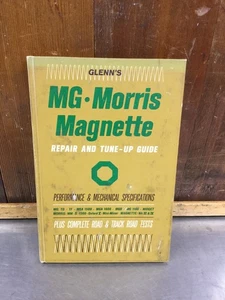 GLENN'S
MG • Morris
Magnette
REPAIR AND TUNE-UP GUIDE
PERFORMANCE & MECHANICAL SPECIFICATIONS
PLUS COMPLETE ROAD & TRACK ROAD TESTS